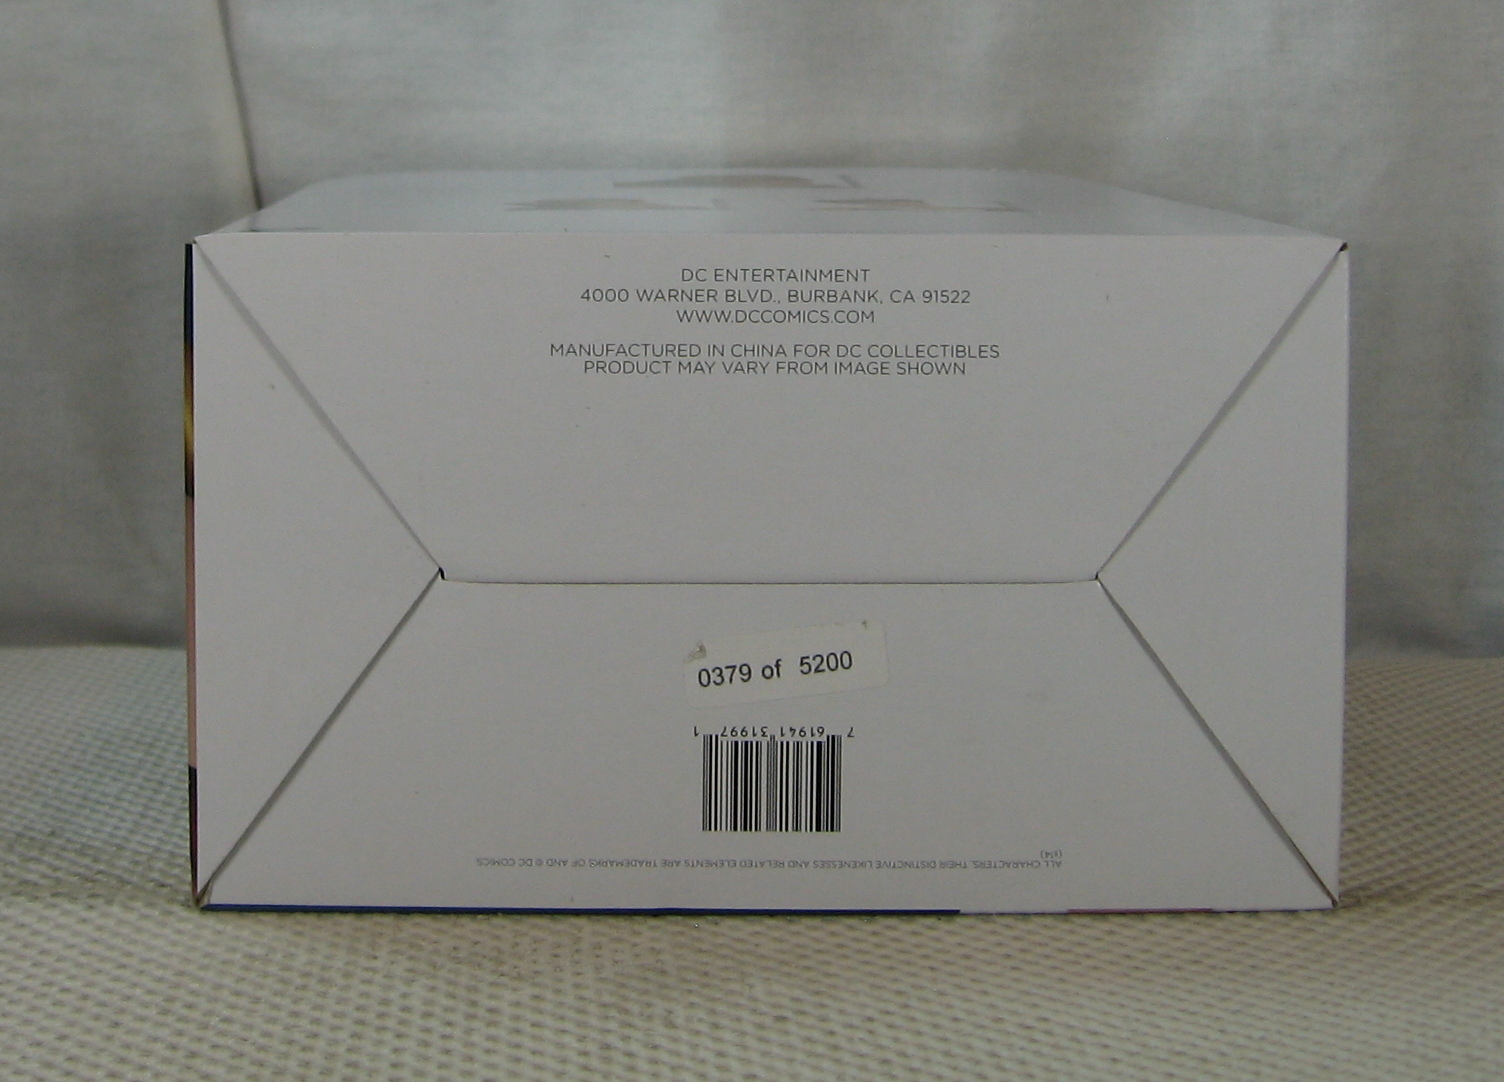 DC ENTERTAINMENT
4000 WARNER BLVD., BURBANK, CA 91522
WWW.DCCOMICS.COM
MANUFACTURED IN CHINA FOR DC COLLECTIBLES
PRODUCT MAY VARY FROM IMAGE SHOWN
0379 of 5200
7 61941 31997 1
ALL CHARACTERS, THEIR DISTINCTIVE LIKENESSES AND RELATED ELEMENTS ARE TRADEMARKS OF AND © DC COMICS
(s14)